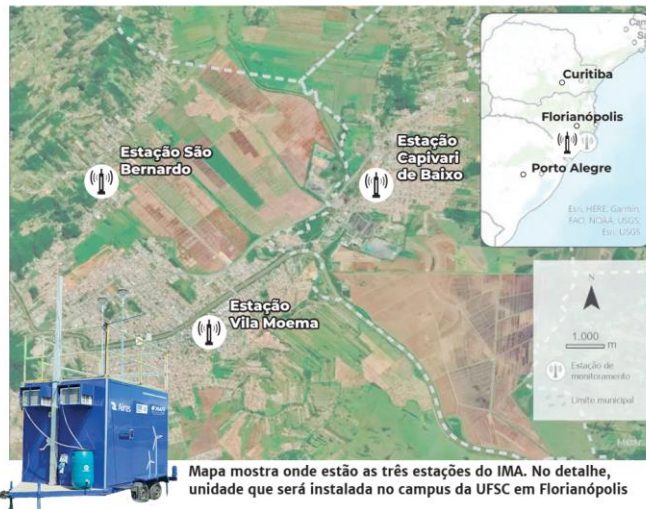 Estação São
Bernardo
Estação
Capivari
de Baixo
Estação
Vila Moema
Curitiba
Florianópolis
Porto Alegre
Esri, HERE, Garmin,
FAO, NOAA, USGS,
Esri, USGS
N
1,000 m
Estação de
monitoramento
Limite municipal
Mapa mostra onde estão as três estações do IMA. No detalhe,
unidade que será instalada no campus da UFSC em Florianópolis